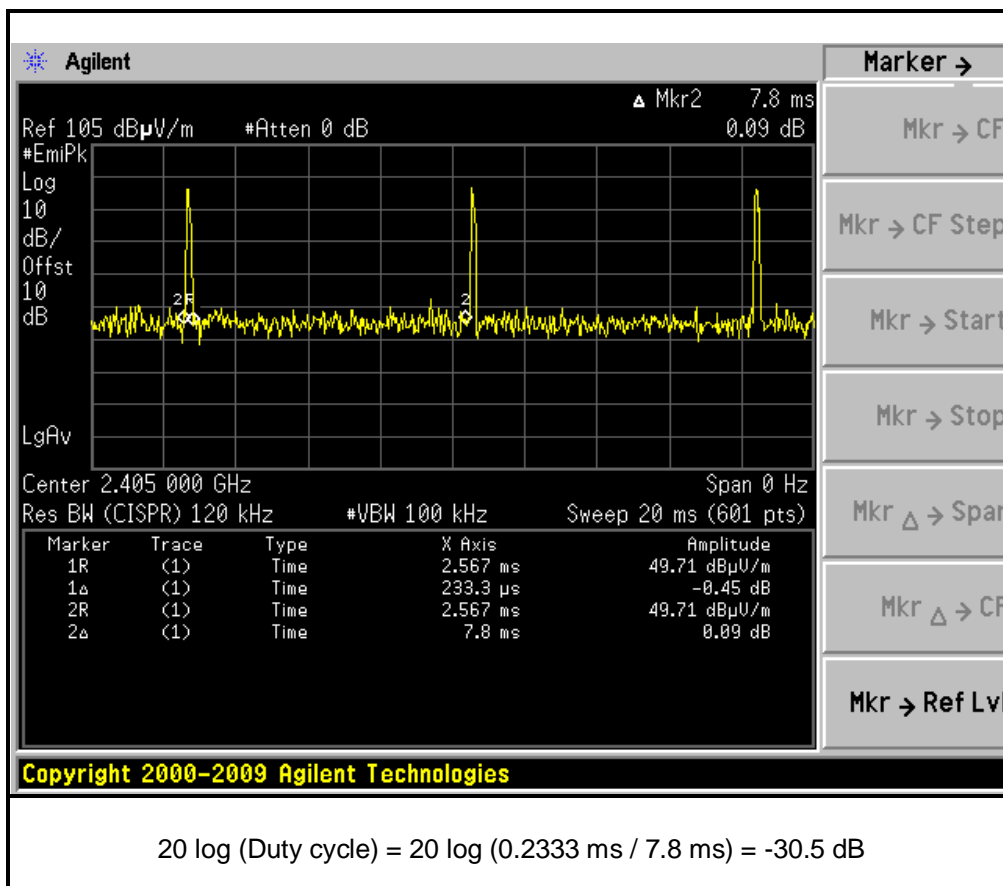 Agilent
Marker →
Δ Mkr2 7.8 ms
Ref 105 dBµV/m #Atten 0 dB 0.09 dB
#EmiPk
Log
10
dB/
Offst
10
dB
2R
2
LgAv
Center 2.405 000 GHz Span 0 Hz
Res BW (CISPR) 120 kHz #VBW 100 kHz Sweep 20 ms (601 pts)
Marker Trace Type X Axis Amplitude
1R (1) Time 2.567 ms 49.71 dBµV/m
1Δ (1) Time 233.3 µs -0.45 dB
2R (1) Time 2.567 ms 49.71 dBµV/m
2Δ (1) Time 7.8 ms 0.09 dB
Mkr → CF
Mkr → CF Step
Mkr → Start
Mkr → Stop
Mkr Δ → Span
Mkr Δ → CF
Mkr → Ref Lvl
Copyright 2000-2009 Agilent Technologies
20 log (Duty cycle) = 20 log (0.2333 ms / 7.8 ms) = -30.5 dB